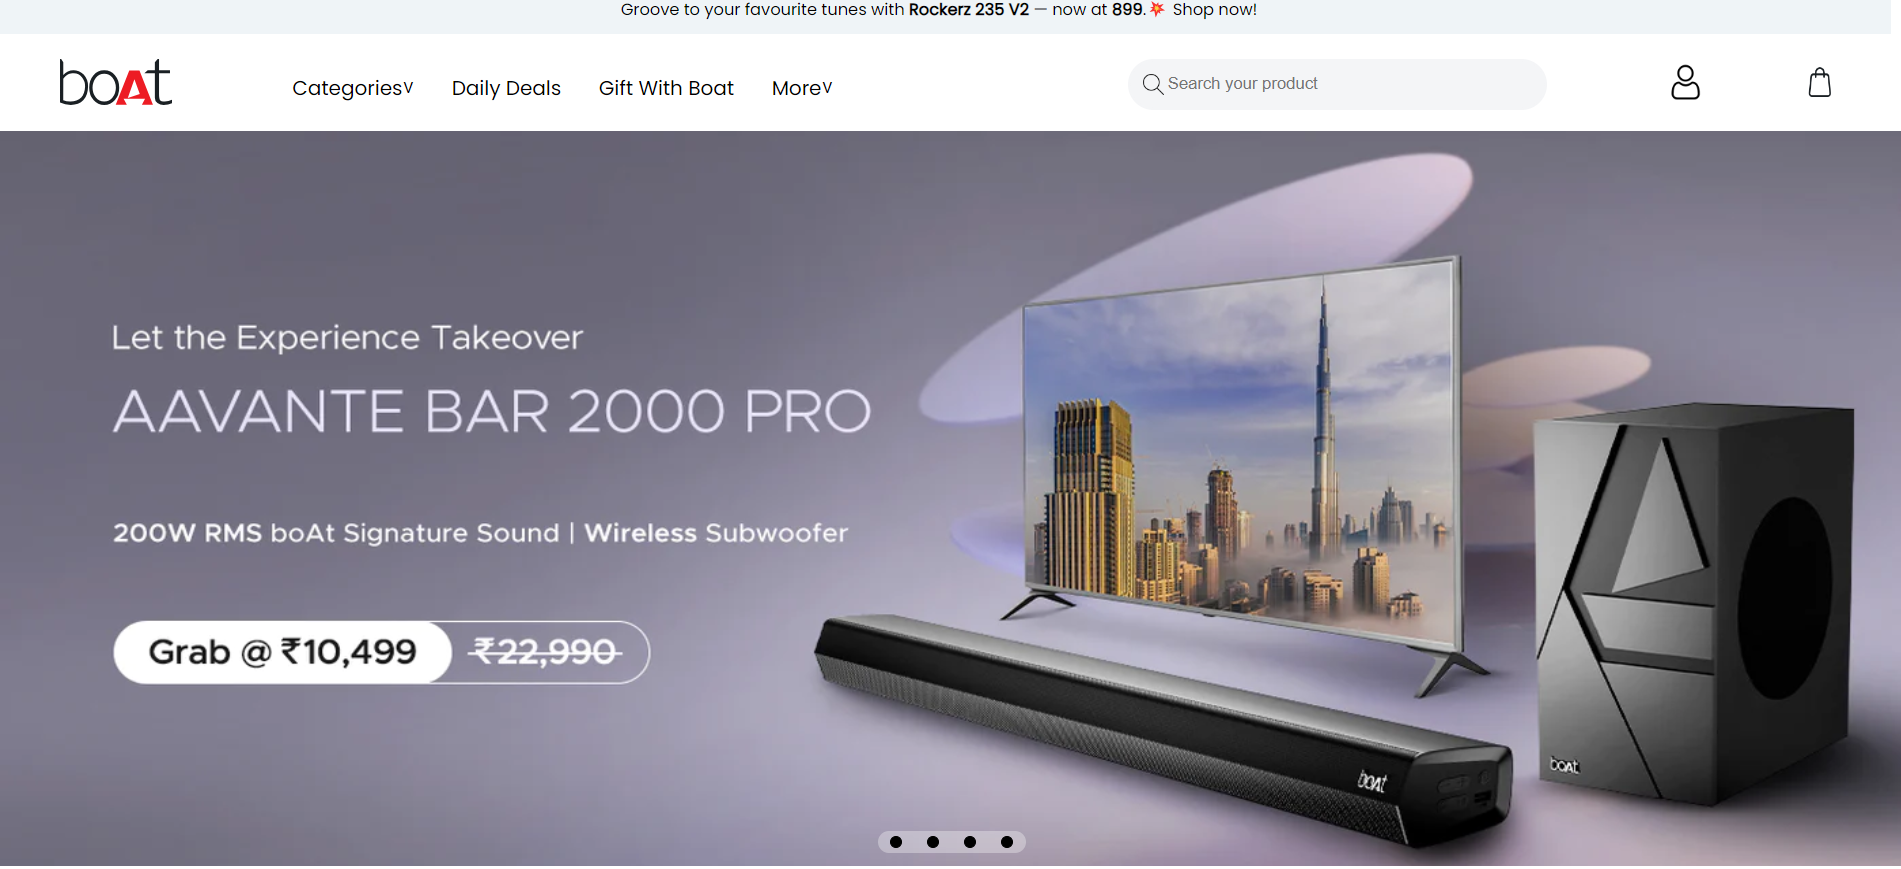 Groove to your favourite tunes with Rockerz 235 V2 — now at 899.💥 Shop now!
boAt
Categoriesv Daily Deals Gift With Boat Morev
Search your product
Let the Experience Takeover
AAVANTE BAR 2000 PRO
200W RMS boAt Signature Sound | Wireless Subwoofer
Grab @ ₹10,499 ₹22,990
boAt
boAt